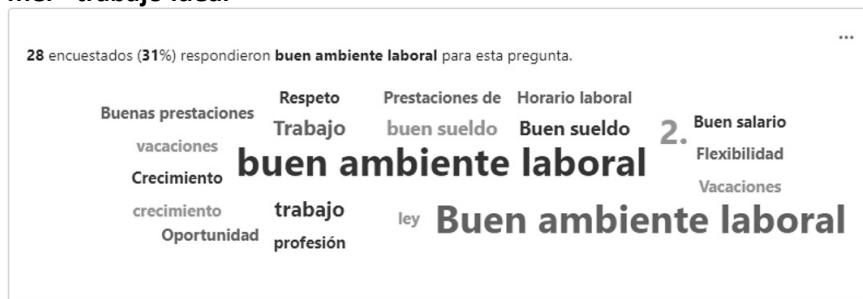 ...
28 encuestados (31%) respondieron buen ambiente laboral para esta pregunta.
Respeto Prestaciones de Horario laboral
Buenas prestaciones Trabajo buen sueldo Buen sueldo 2. Buen salario
vacaciones buen ambiente laboral Flexibilidad
Crecimiento Vacaciones
crecimiento trabajo ley Buen ambiente laboral
Oportunidad profesión